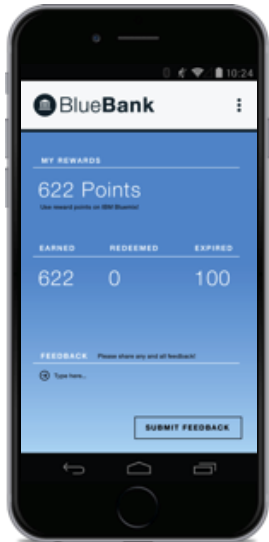 10:24
BlueBank
MY REWARDS
622 Points
Use reward points on IBM Bluemix!
EARNED REDEEMED EXPIRED
622 0 100
FEEDBACK Please share any and all feedback!
Type here...
SUBMIT FEEDBACK